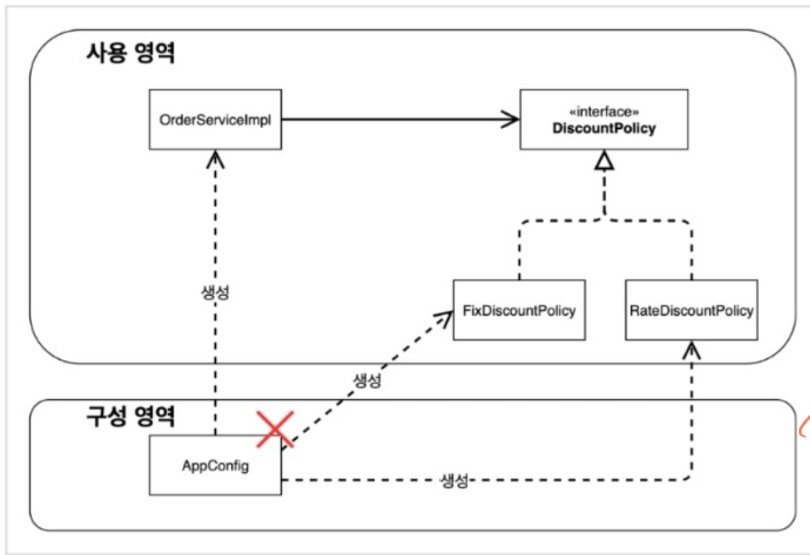 사용 영역
OrderServiceImpl
«interface»
DiscountPolicy
생성
FixDiscountPolicy
RateDiscountPolicy
생성
구성 영역
AppConfig
생성